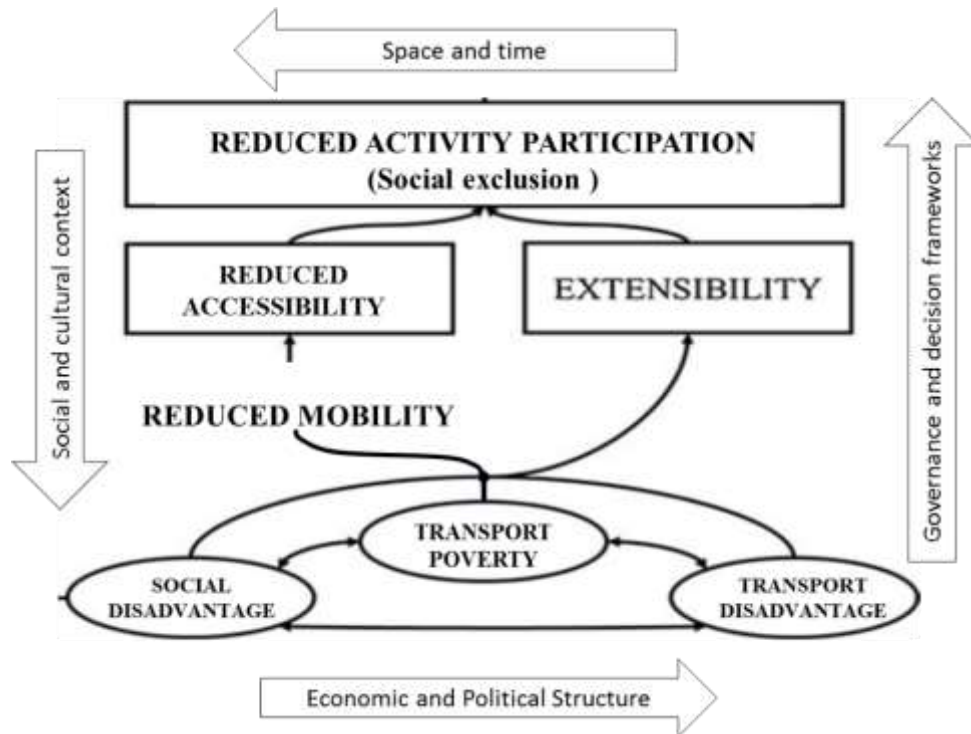 Space and time
REDUCED ACTIVITY PARTICIPATION
(Social exclusion )
Social and cultural context
Governance and decision frameworks
REDUCED
ACCESSIBILITY
EXTENSIBILITY
REDUCED MOBILITY
TRANSPORT
POVERTY
SOCIAL
DISADVANTAGE
TRANSPORT
DISADVANTAGE
Economic and Political Structure